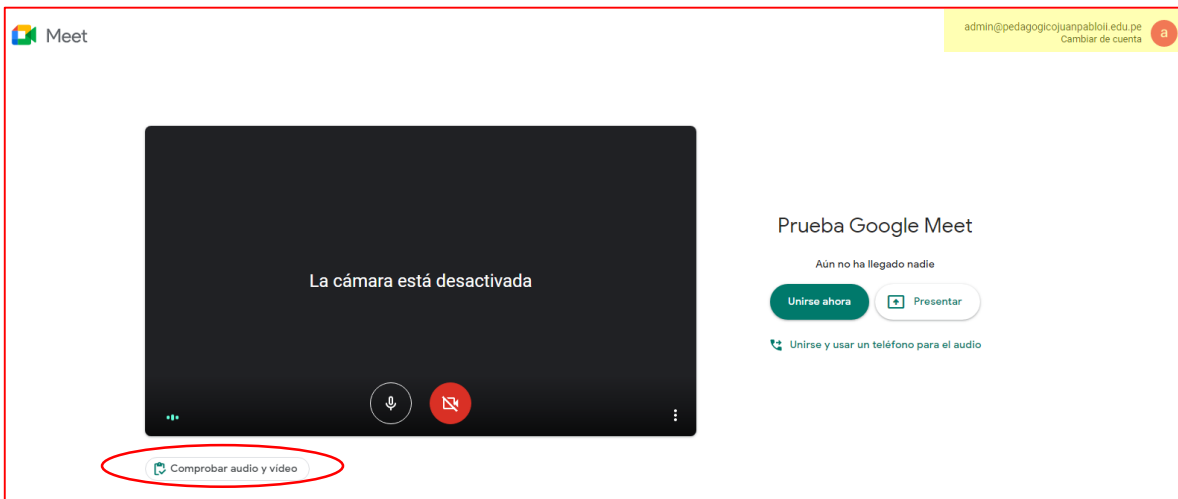 Meet
admin@pedagogicojuanpabloii.edu.pe
Cambiar de cuenta
a
La cámara está desactivada
Prueba Google Meet
Aún no ha llegado nadie
Unirse ahora
Presentar
Unirse y usar un teléfono para el audio
Comprobar audio y vídeo